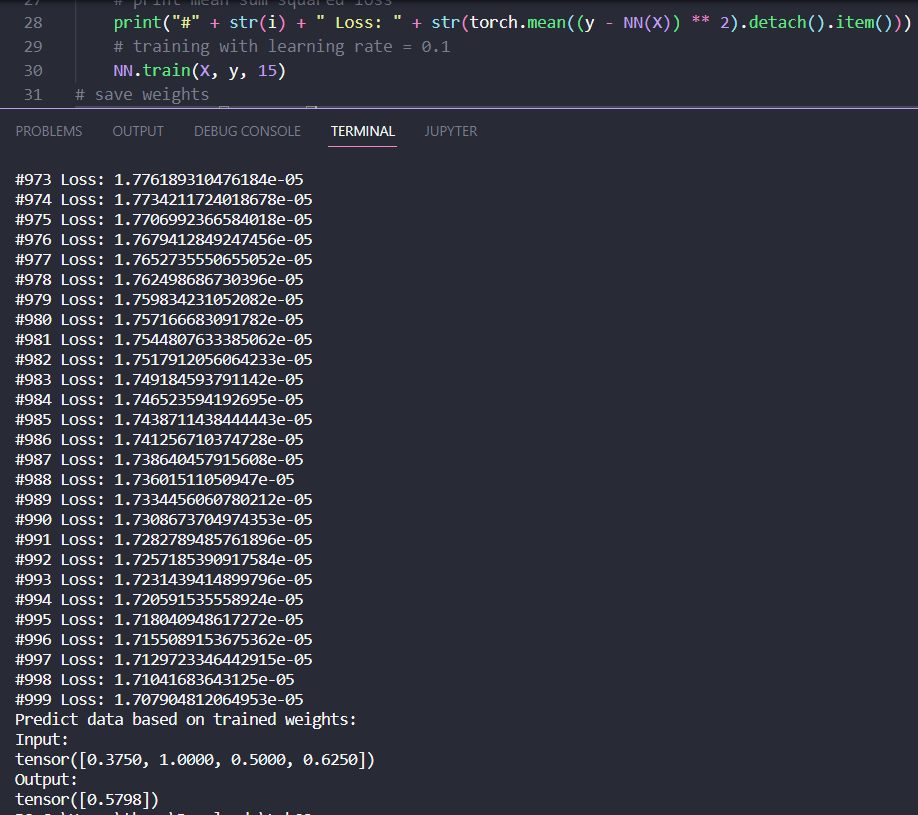 27 # print mean sum squared loss
28 print("#" + str(i) + " Loss: " + str(torch.mean((y - NN(X)) ** 2).detach().item()))
29 # training with learning rate = 0.1
30 NN.train(X, y, 15)
31 # save weights
PROBLEMS OUTPUT DEBUG CONSOLE TERMINAL JUPYTER
#973 Loss: 1.776189310476184e-05
#974 Loss: 1.7734211724018678e-05
#975 Loss: 1.7706992366584018e-05
#976 Loss: 1.7679412849247456e-05
#977 Loss: 1.7652735550655052e-05
#978 Loss: 1.762498686730396e-05
#979 Loss: 1.759834231052082e-05
#980 Loss: 1.757166683091782e-05
#981 Loss: 1.7544807633385062e-05
#982 Loss: 1.7517912056064233e-05
#983 Loss: 1.749184593791142e-05
#984 Loss: 1.746523594192695e-05
#985 Loss: 1.7438711438444443e-05
#986 Loss: 1.741256710374728e-05
#987 Loss: 1.738640457915608e-05
#988 Loss: 1.73601511050947e-05
#989 Loss: 1.7334456060780212e-05
#990 Loss: 1.7308673704974353e-05
#991 Loss: 1.7282789485761896e-05
#992 Loss: 1.7257185390917584e-05
#993 Loss: 1.7231439414899796e-05
#994 Loss: 1.720591535558924e-05
#995 Loss: 1.718040948617272e-05
#996 Loss: 1.7155089153675362e-05
#997 Loss: 1.7129723346442915e-05
#998 Loss: 1.71041683643125e-05
#999 Loss: 1.707904812064953e-05
Predict data based on trained weights:
Input:
tensor([0.3750, 1.0000, 0.5000, 0.6250])
Output:
tensor([0.5798])